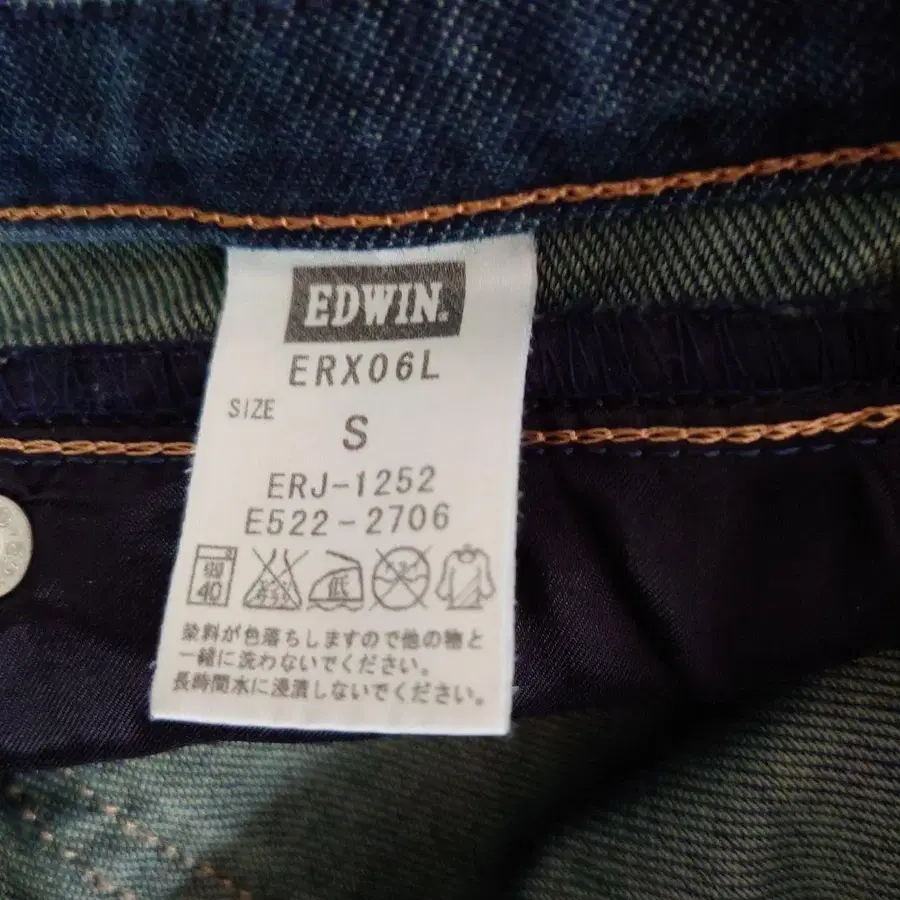 EDWIN®
ERX06L
SIZE
S
ERJ-1252
E522-2706
弱 40 低
染料が色落ちしますので他の物と
一緒に洗わないでください。
長時間水に浸漬しないでください。